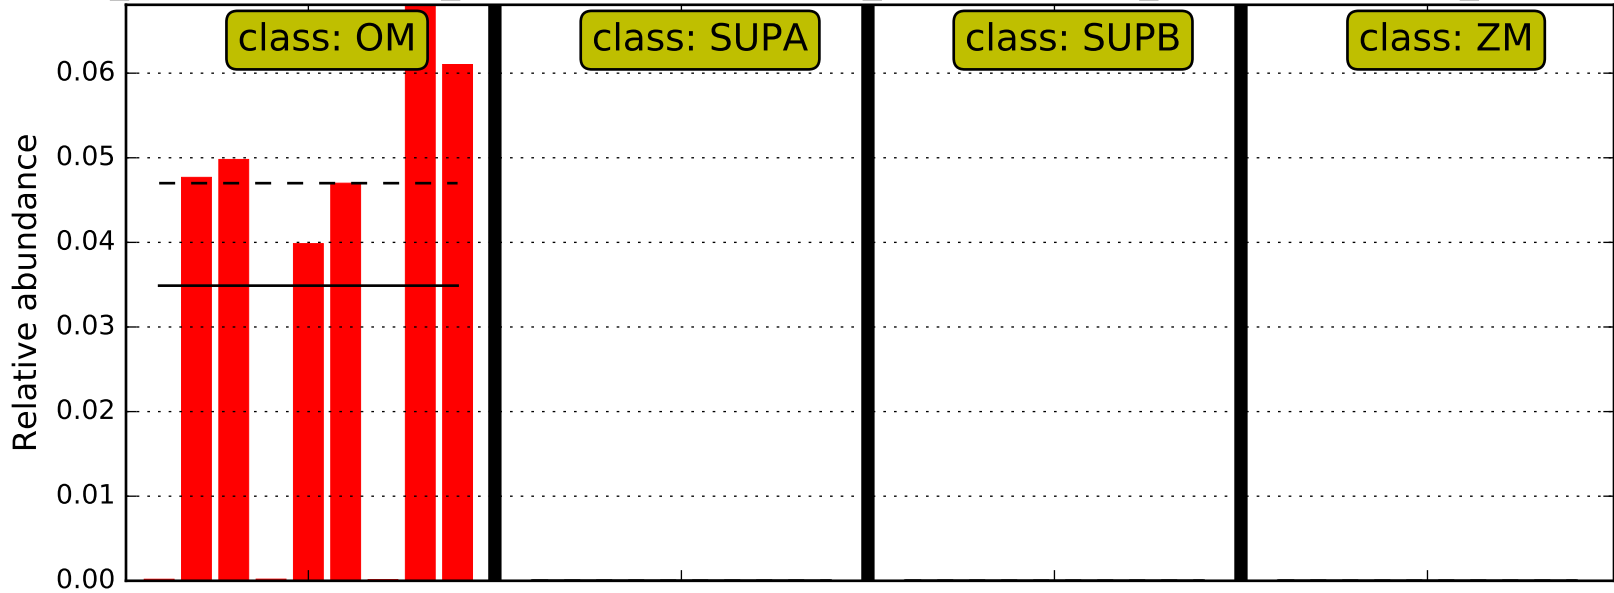 class: OM
class: SUPA
class: SUPB
class: ZM
Relative abundance
0.06
0.05
0.04
0.03
0.02
0.01
0.00